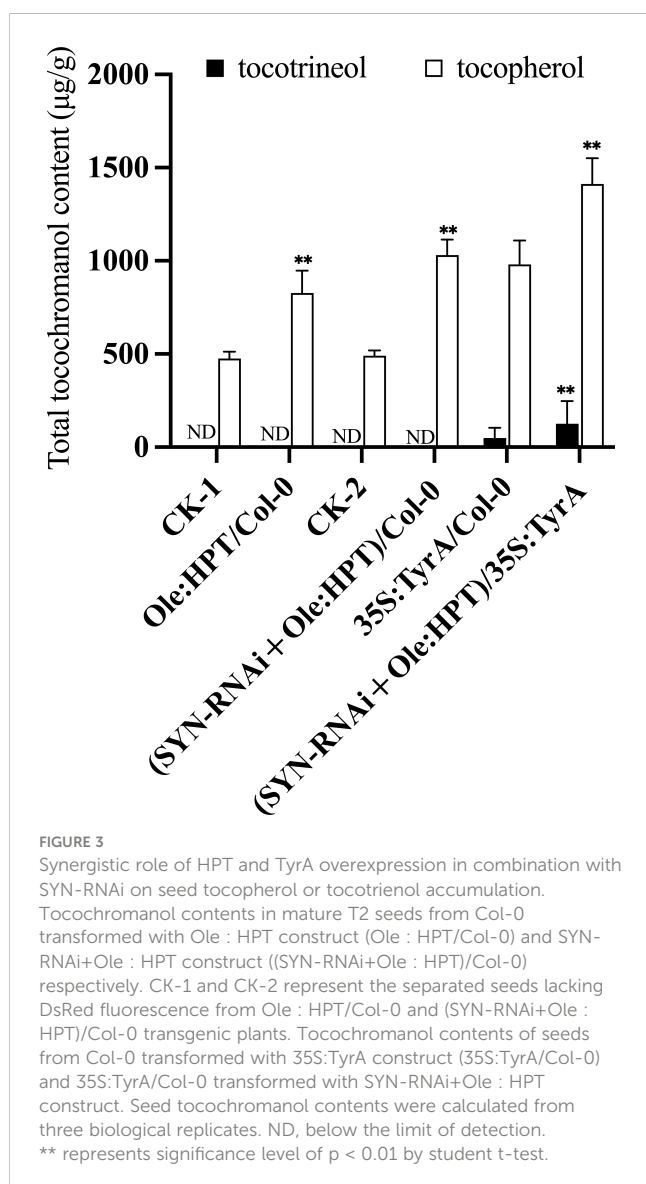 2000
tocotrineol
tocopherol
1500
1000
500
0
Total tocochromanol content (µg/g)
**
**
**
**
ND
ND
ND
ND
CK-1
Ole:HPT/Col-0
CK-2
(SYN-RNAi+Ole:HPT)/Col-0
35S:TyrA/Col-0
(SYN-RNAi+Ole:HPT)/35S:TyrA
FIGURE 3
Synergistic role of HPT and TyrA overexpression in combination with
SYN-RNAi on seed tocopherol or tocotrienol accumulation.
Tocochromanol contents in mature T2 seeds from Col-0
transformed with Ole : HPT construct (Ole : HPT/Col-0) and SYN-
RNAi+Ole : HPT construct ((SYN-RNAi+Ole : HPT)/Col-0)
respectively. CK-1 and CK-2 represent the separated seeds lacking
DsRed fluorescence from Ole : HPT/Col-0 and (SYN-RNAi+Ole :
HPT)/Col-0 transgenic plants. Tocochromanol contents of seeds
from Col-0 transformed with 35S:TyrA construct (35S:TyrA/Col-0)
and 35S:TyrA/Col-0 transformed with SYN-RNAi+Ole : HPT
construct. Seed tocochromanol contents were calculated from
three biological replicates. ND, below the limit of detection.
** represents significance level of p < 0.01 by student t-test.